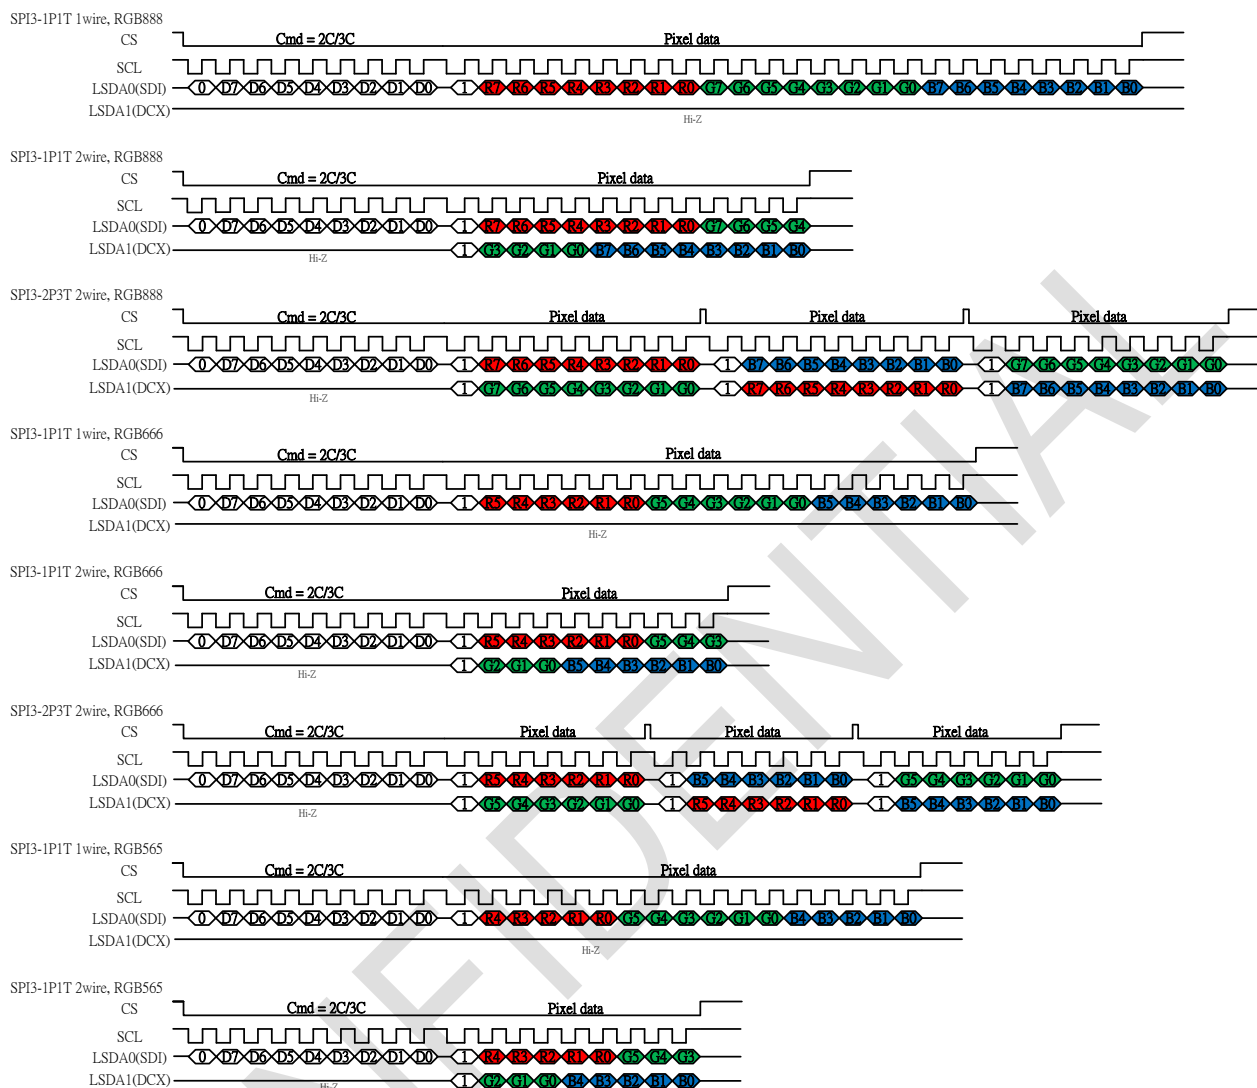 SPI3-1P1T 1wire, RGB888
CS Cmd = 2C/3C Pixel data
SCL
LSDA0(SDI) 0 D7 D6 D5 D4 D3 D2 D1 D0 1 R7 R6 R5 R4 R3 R2 R1 R0 G7 G6 G5 G4 G3 G2 G1 G0 B7 B6 B5 B4 B3 B2 B1 B0
LSDA1(DCX)
Hi-Z
SPI3-1P1T 2wire, RGB888
CS Cmd = 2C/3C Pixel data
SCL
LSDA0(SDI) 0 D7 D6 D5 D4 D3 D2 D1 D0 1 R7 R6 R5 R4 R3 R2 R1 R0 G7 G6 G5 G4
LSDA1(DCX) 1 G3 G2 G1 G0 B7 B6 B5 B4 B3 B2 B1 B0
Hi-Z
SPI3-2P3T 2wire, RGB888
CS Cmd = 2C/3C Pixel data Pixel data Pixel data
SCL
LSDA0(SDI) 0 D7 D6 D5 D4 D3 D2 D1 D0 1 R7 R6 R5 R4 R3 R2 R1 R0 1 B7 B6 B5 B4 B3 B2 B1 B0 1 G7 G6 G5 G4 G3 G2 G1 G0
LSDA1(DCX) 1 G7 G6 G5 G4 G3 G2 G1 G0 1 R7 R6 R5 R4 R3 R2 R1 R0 1 B7 B6 B5 B4 B3 B2 B1 B0
Hi-Z
SPI3-1P1T 1wire, RGB666
CS Cmd = 2C/3C Pixel data
SCL
LSDA0(SDI) 0 D7 D6 D5 D4 D3 D2 D1 D0 1 R5 R4 R3 R2 R1 R0 G5 G4 G3 G2 G1 G0 B5 B4 B3 B2 B1 B0
LSDA1(DCX)
Hi-Z
SPI3-1P1T 2wire, RGB666
CS Cmd = 2C/3C Pixel data
SCL
LSDA0(SDI) 0 D7 D6 D5 D4 D3 D2 D1 D0 1 R5 R4 R3 R2 R1 R0 G5 G4 G3
LSDA1(DCX) 1 G2 G1 G0 B5 B4 B3 B2 B1 B0
Hi-Z
SPI3-2P3T 2wire, RGB666
CS Cmd = 2C/3C Pixel data Pixel data Pixel data
SCL
LSDA0(SDI) 0 D7 D6 D5 D4 D3 D2 D1 D0 1 R5 R4 R3 R2 R1 R0 1 B5 B4 B3 B2 B1 B0 1 G5 G4 G3 G2 G1 G0
LSDA1(DCX) 1 G5 G4 G3 G2 G1 G0 1 R5 R4 R3 R2 R1 R0 1 B5 B4 B3 B2 B1 B0
Hi-Z
SPI3-1P1T 1wire, RGB565
CS Cmd = 2C/3C Pixel data
SCL
LSDA0(SDI) 0 D7 D6 D5 D4 D3 D2 D1 D0 1 R4 R3 R2 R1 R0 G5 G4 G3 G2 G1 G0 B4 B3 B2 B1 B0
LSDA1(DCX)
Hi-Z
SPI3-1P1T 2wire, RGB565
CS Cmd = 2C/3C Pixel data
SCL
LSDA0(SDI) 0 D7 D6 D5 D4 D3 D2 D1 D0 1 R4 R3 R2 R1 R0 G5 G4 G3
LSDA1(DCX) 1 G2 G1 G0 B4 B3 B2 B1 B0
Hi-Z
NFIDENTIAL